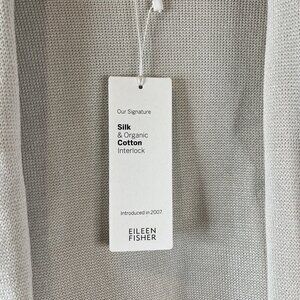 Our Signature
Silk
& Organic
Cotton
Interlock
Introduced in 2007
EILEEN
FISHER